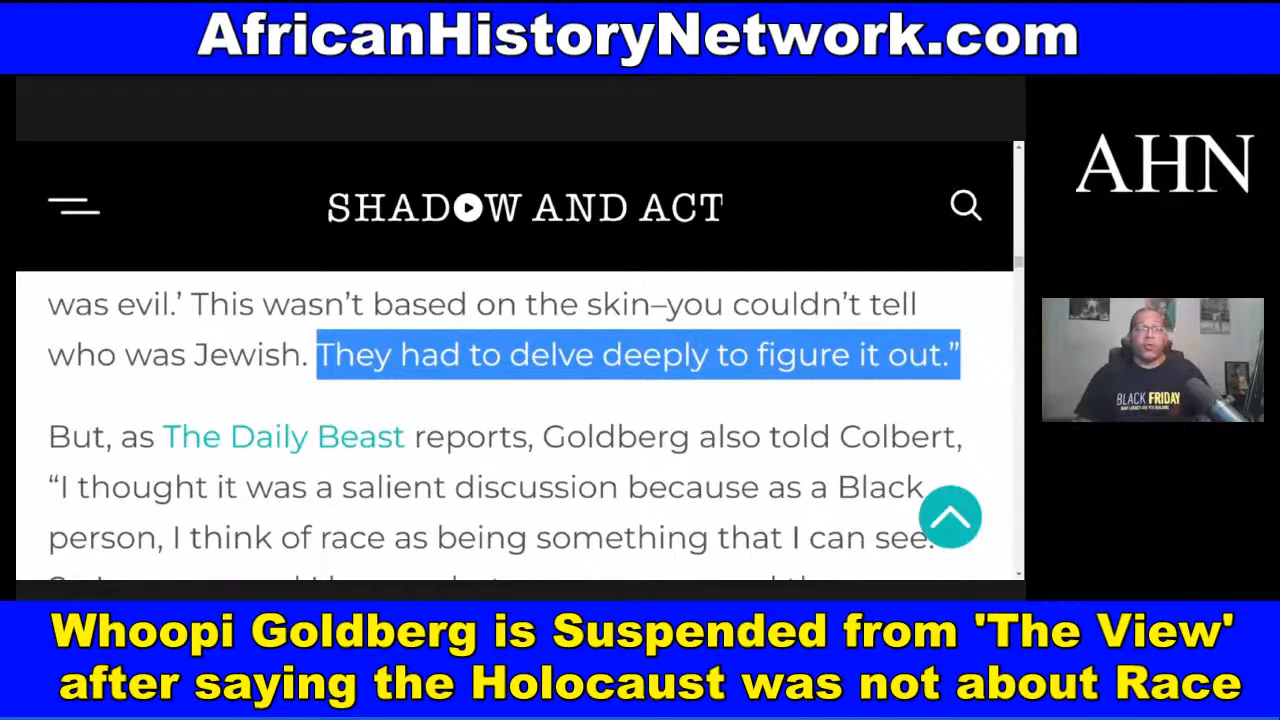 AfricanHistoryNetwork.com
AHN
SHADOW AND ACT
was evil.’ This wasn’t based on the skin–you couldn’t tell
who was Jewish. They had to delve deeply to figure it out.”
BLACK FRIDAY
But, as The Daily Beast reports, Goldberg also told Colbert,
“I thought it was a salient discussion because as a Black
person, I think of race as being something that I can see.
Whoopi Goldberg is Suspended from 'The View'
after saying the Holocaust was not about Race